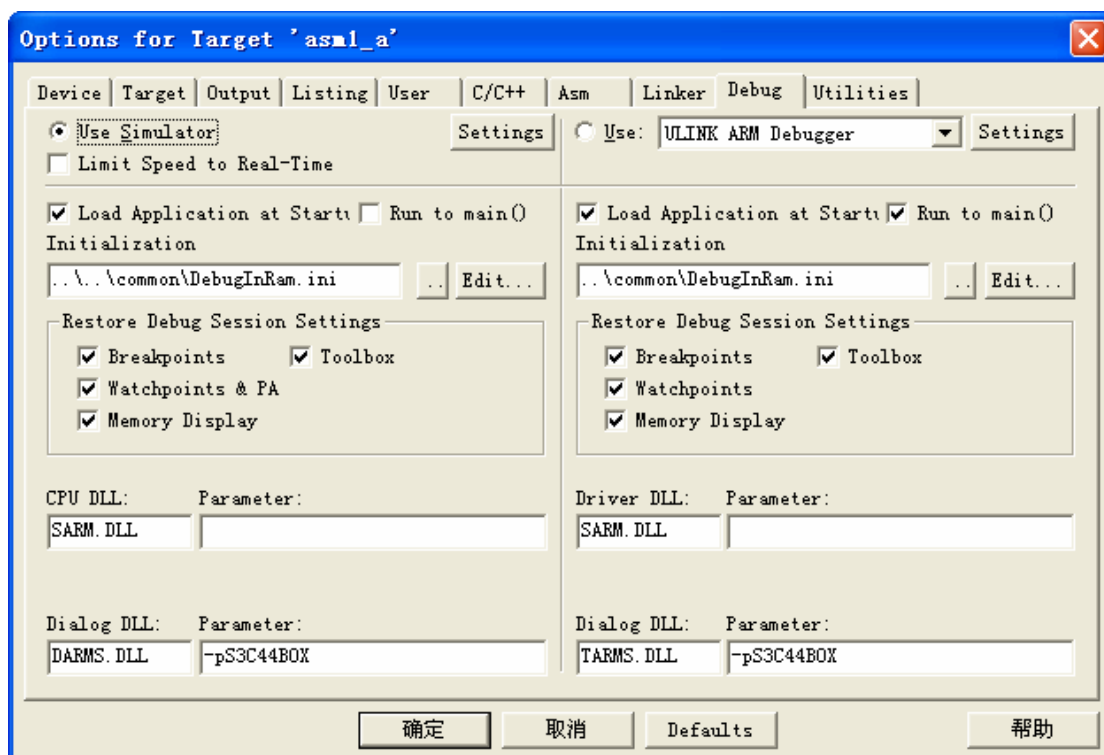 Options for Target 'asm1_a'
Device Target Output Listing User C/C++ Asm Linker Debug Utilities
Use Simulator Settings Use: ULINK ARM Debugger Settings
Limit Speed to Real-Time
Load Application at Startu Run to main() Load Application at Startu Run to main()
Initialization Initialization
..\..\common\DebugInRam.ini .. Edit... ..\common\DebugInRam.ini .. Edit...
Restore Debug Session Settings Restore Debug Session Settings
Breakpoints Toolbox Breakpoints Toolbox
Watchpoints & PA Watchpoints
Memory Display Memory Display
CPU DLL: Parameter: Driver DLL: Parameter:
SARM.DLL SARM.DLL
Dialog DLL: Parameter: Dialog DLL: Parameter:
DARMS.DLL -pS3C44B0X TARMS.DLL -pS3C44B0X
确定 取消 Defaults 帮助